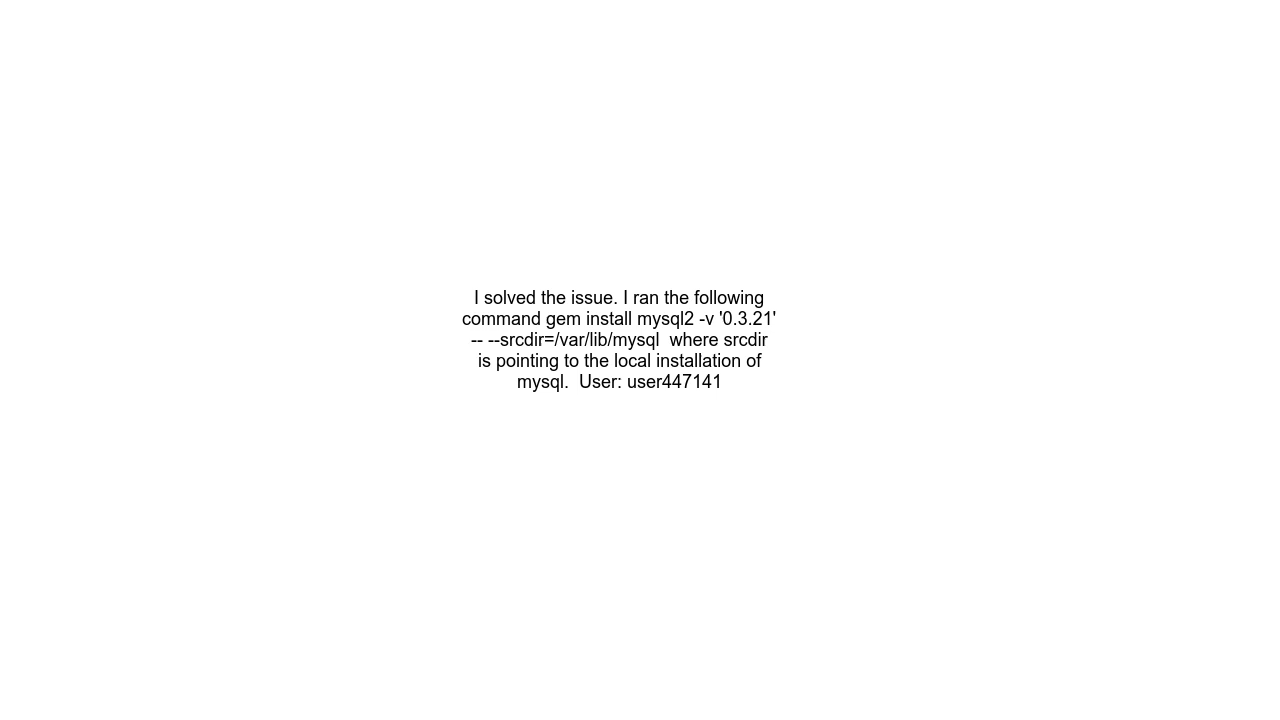 I solved the issue. I ran the following
command gem install mysql2 -v '0.3.21'
-- --srcdir=/var/lib/mysql  where srcdir
is pointing to the local installation of
mysql.  User: user447141